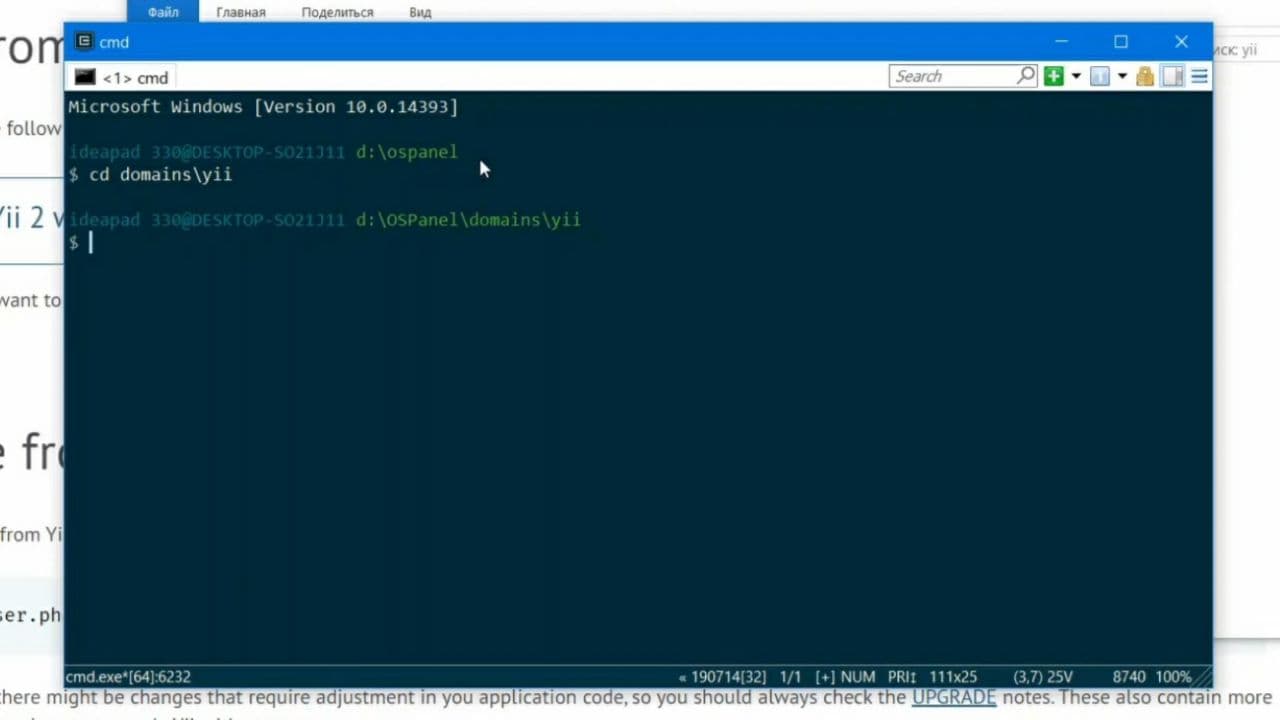 Файл Главная Поделиться Вид
rom
cmd
иск: yii
<1> cmd
Search
Microsoft Windows [Version 10.0.14393]
follow
ideapad 330@DESKTOP-SO21J11 d:\ospanel
$ cd domains\yii
Yii 2 v
ideapad 330@DESKTOP-SO21J11 d:\OSPanel\domains\yii
$
want to
e fro
from Yi
ser.ph
cmd.exe*[64]:6232 « 190714[32] 1/1 [+] NUM PRI↕ 111x25 (3,7) 25V 8740 100%
there might be changes that require adjustment in you application code, so you should always check the UPGRADE notes. These also contain more